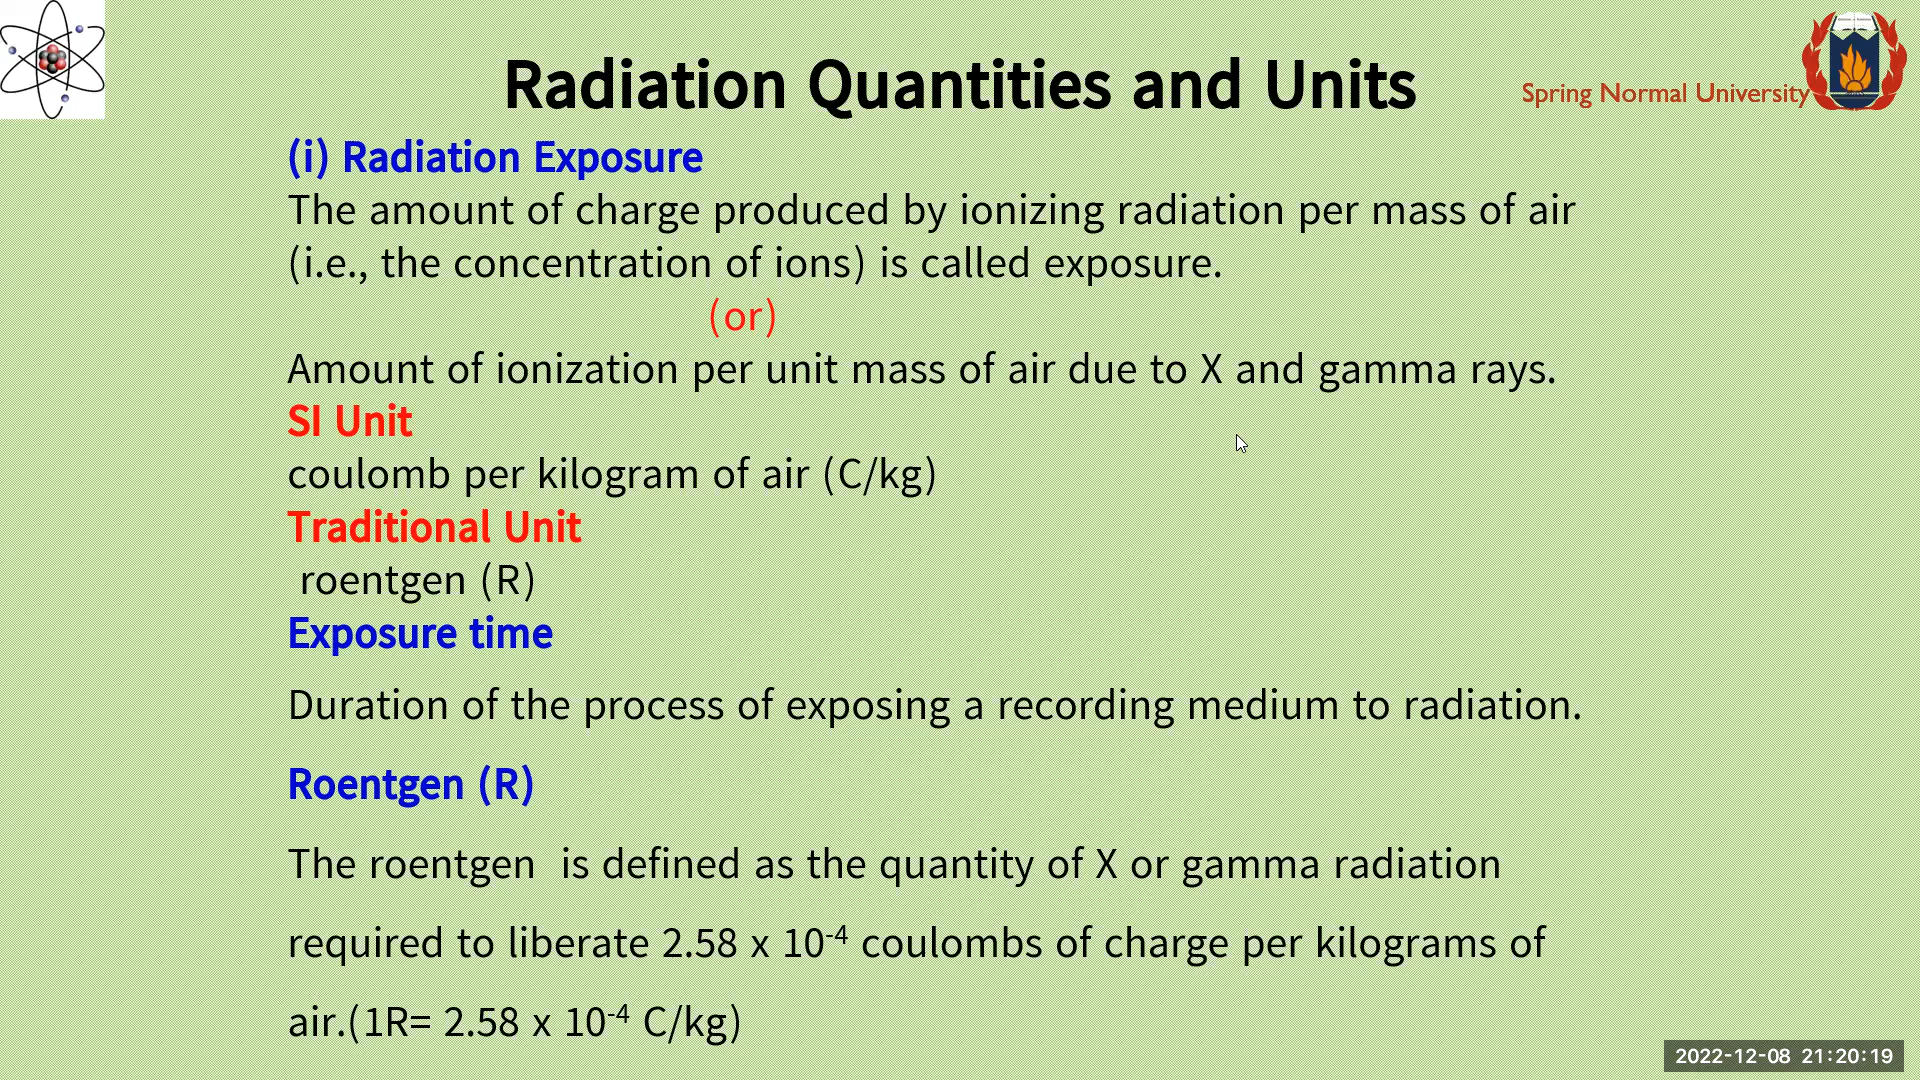 Radiation Quantities and Units
Spring Normal University
(i) Radiation Exposure
The amount of charge produced by ionizing radiation per mass of air
(i.e., the concentration of ions) is called exposure.
(or)
Amount of ionization per unit mass of air due to X and gamma rays.
SI Unit
coulomb per kilogram of air (C/kg)
Traditional Unit
roentgen (R)
Exposure time
Duration of the process of exposing a recording medium to radiation.
Roentgen (R)
The roentgen  is defined as the quantity of X or gamma radiation
required to liberate 2.58 x 10⁻⁴ coulombs of charge per kilograms of
air.(1R= 2.58 x 10⁻⁴ C/kg)
2022-12-08 21:20:19